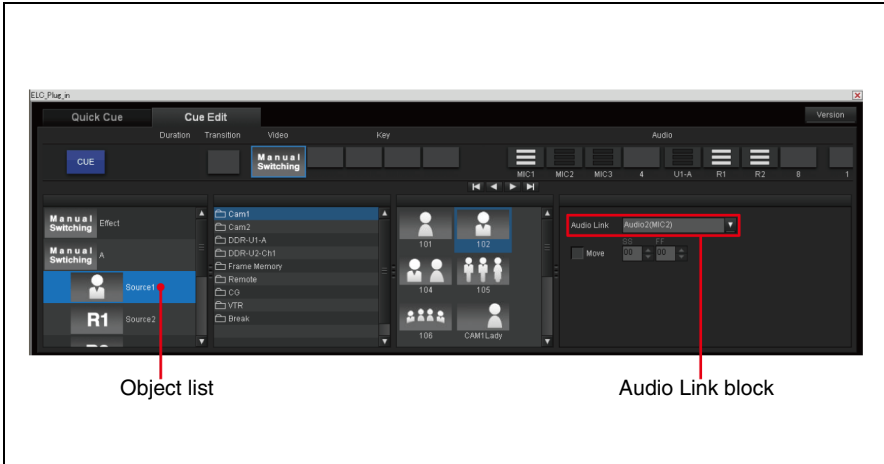 ELC_Plug_in
Quick Cue
Cue Edit
Version
Duration Transition Video Key Audio
CUE
Manual
Switching
MIC1 MIC2 MIC3 4 U1-A R1 R2 8 1
Manual
Switching
Effect
Manual
Swtiching
A
Source1
R1
Source2
Cam1
Cam2
DDR-U1-A
DDR-U2-Ch1
Frame Memory
Remote
CG
VTR
Break
101
102
104
105
106
CAM1Lady
Audio Link
Audio2(MIC2)
SS FF
Move
00
00
Object list
Audio Link block